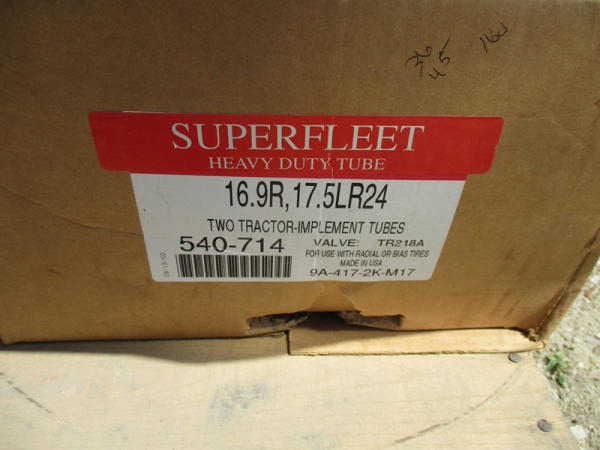 SUPERFLEET
HEAVY DUTY TUBE
16.9R,17.5LR24
TWO TRACTOR-IMPLEMENT TUBES
540-714 VALVE: TR218A
FOR USE WITH RADIAL OR BIAS TIRES
MADE IN USA
9A-417-2K-M17
45